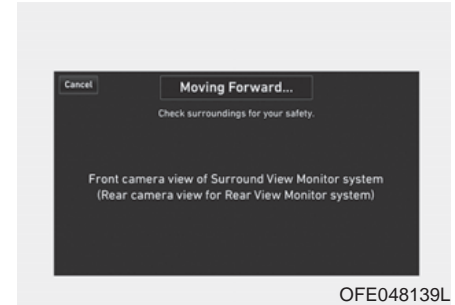 Cancel
Moving Forward...
Check surroundings for your safety.
Front camera view of Surround View Monitor system
(Rear camera view for Rear View Monitor system)
OFE048139L